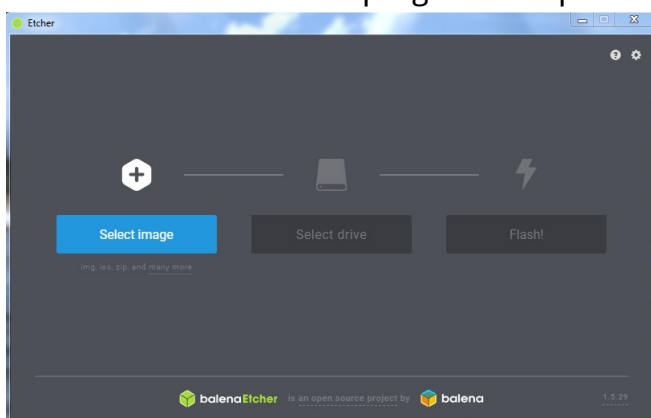 Etcher
Select image
Select drive
Flash!
img, iso, zip, and many more
balenaEtcher is an open source project by balena
1.5.29